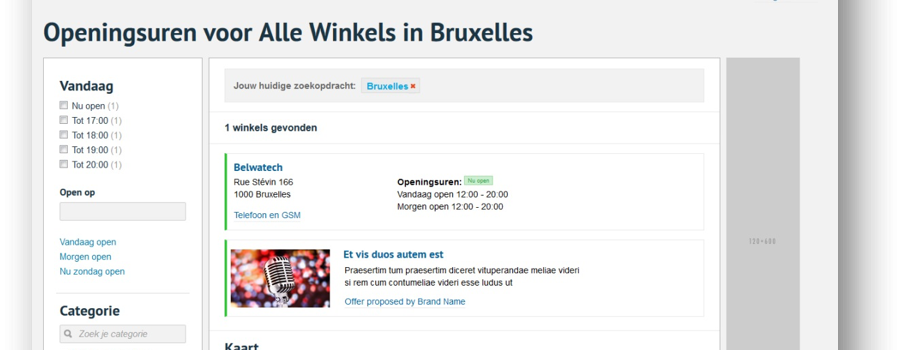 Openingsuren voor Alle Winkels in Bruxelles
Vandaag
Nu open (1)
Tot 17:00 (1)
Tot 18:00 (1)
Tot 19:00 (1)
Tot 20:00 (1)
Open op
Vandaag open
Morgen open
Nu zondag open
Categorie
Zoek je categorie
Jouw huidige zoekopdracht: Bruxelles ×
1 winkels gevonden
Belwatech
Rue Stévin 166
1000 Bruxelles
Telefoon en GSM
Openingsuren: Nu open
Vandaag open 12:00 - 20:00
Morgen open 12:00 - 20:00
Et vis duos autem est
Praesertim tum praesertim diceret vituperandae meliae videri
si rem cum contumeliae videri esse ludus ut
Offer proposed by Brand Name
Kaart
120×600